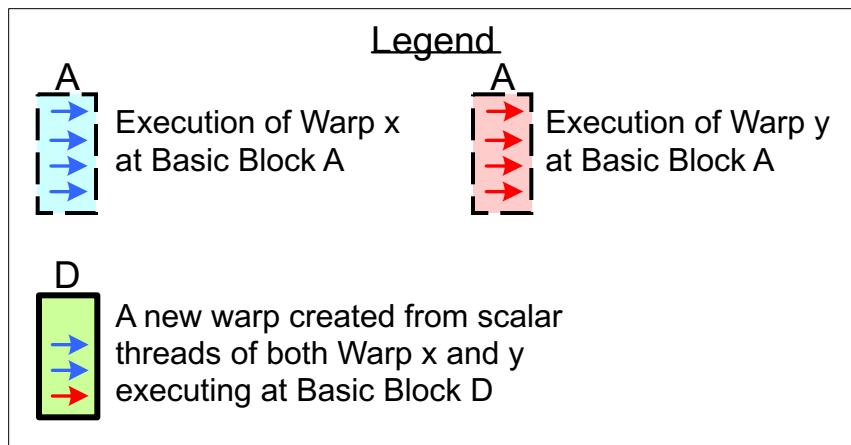 Legend
A
Execution of Warp x
at Basic Block A
A
Execution of Warp y
at Basic Block A
D
A new warp created from scalar
threads of both Warp x and y
executing at Basic Block D